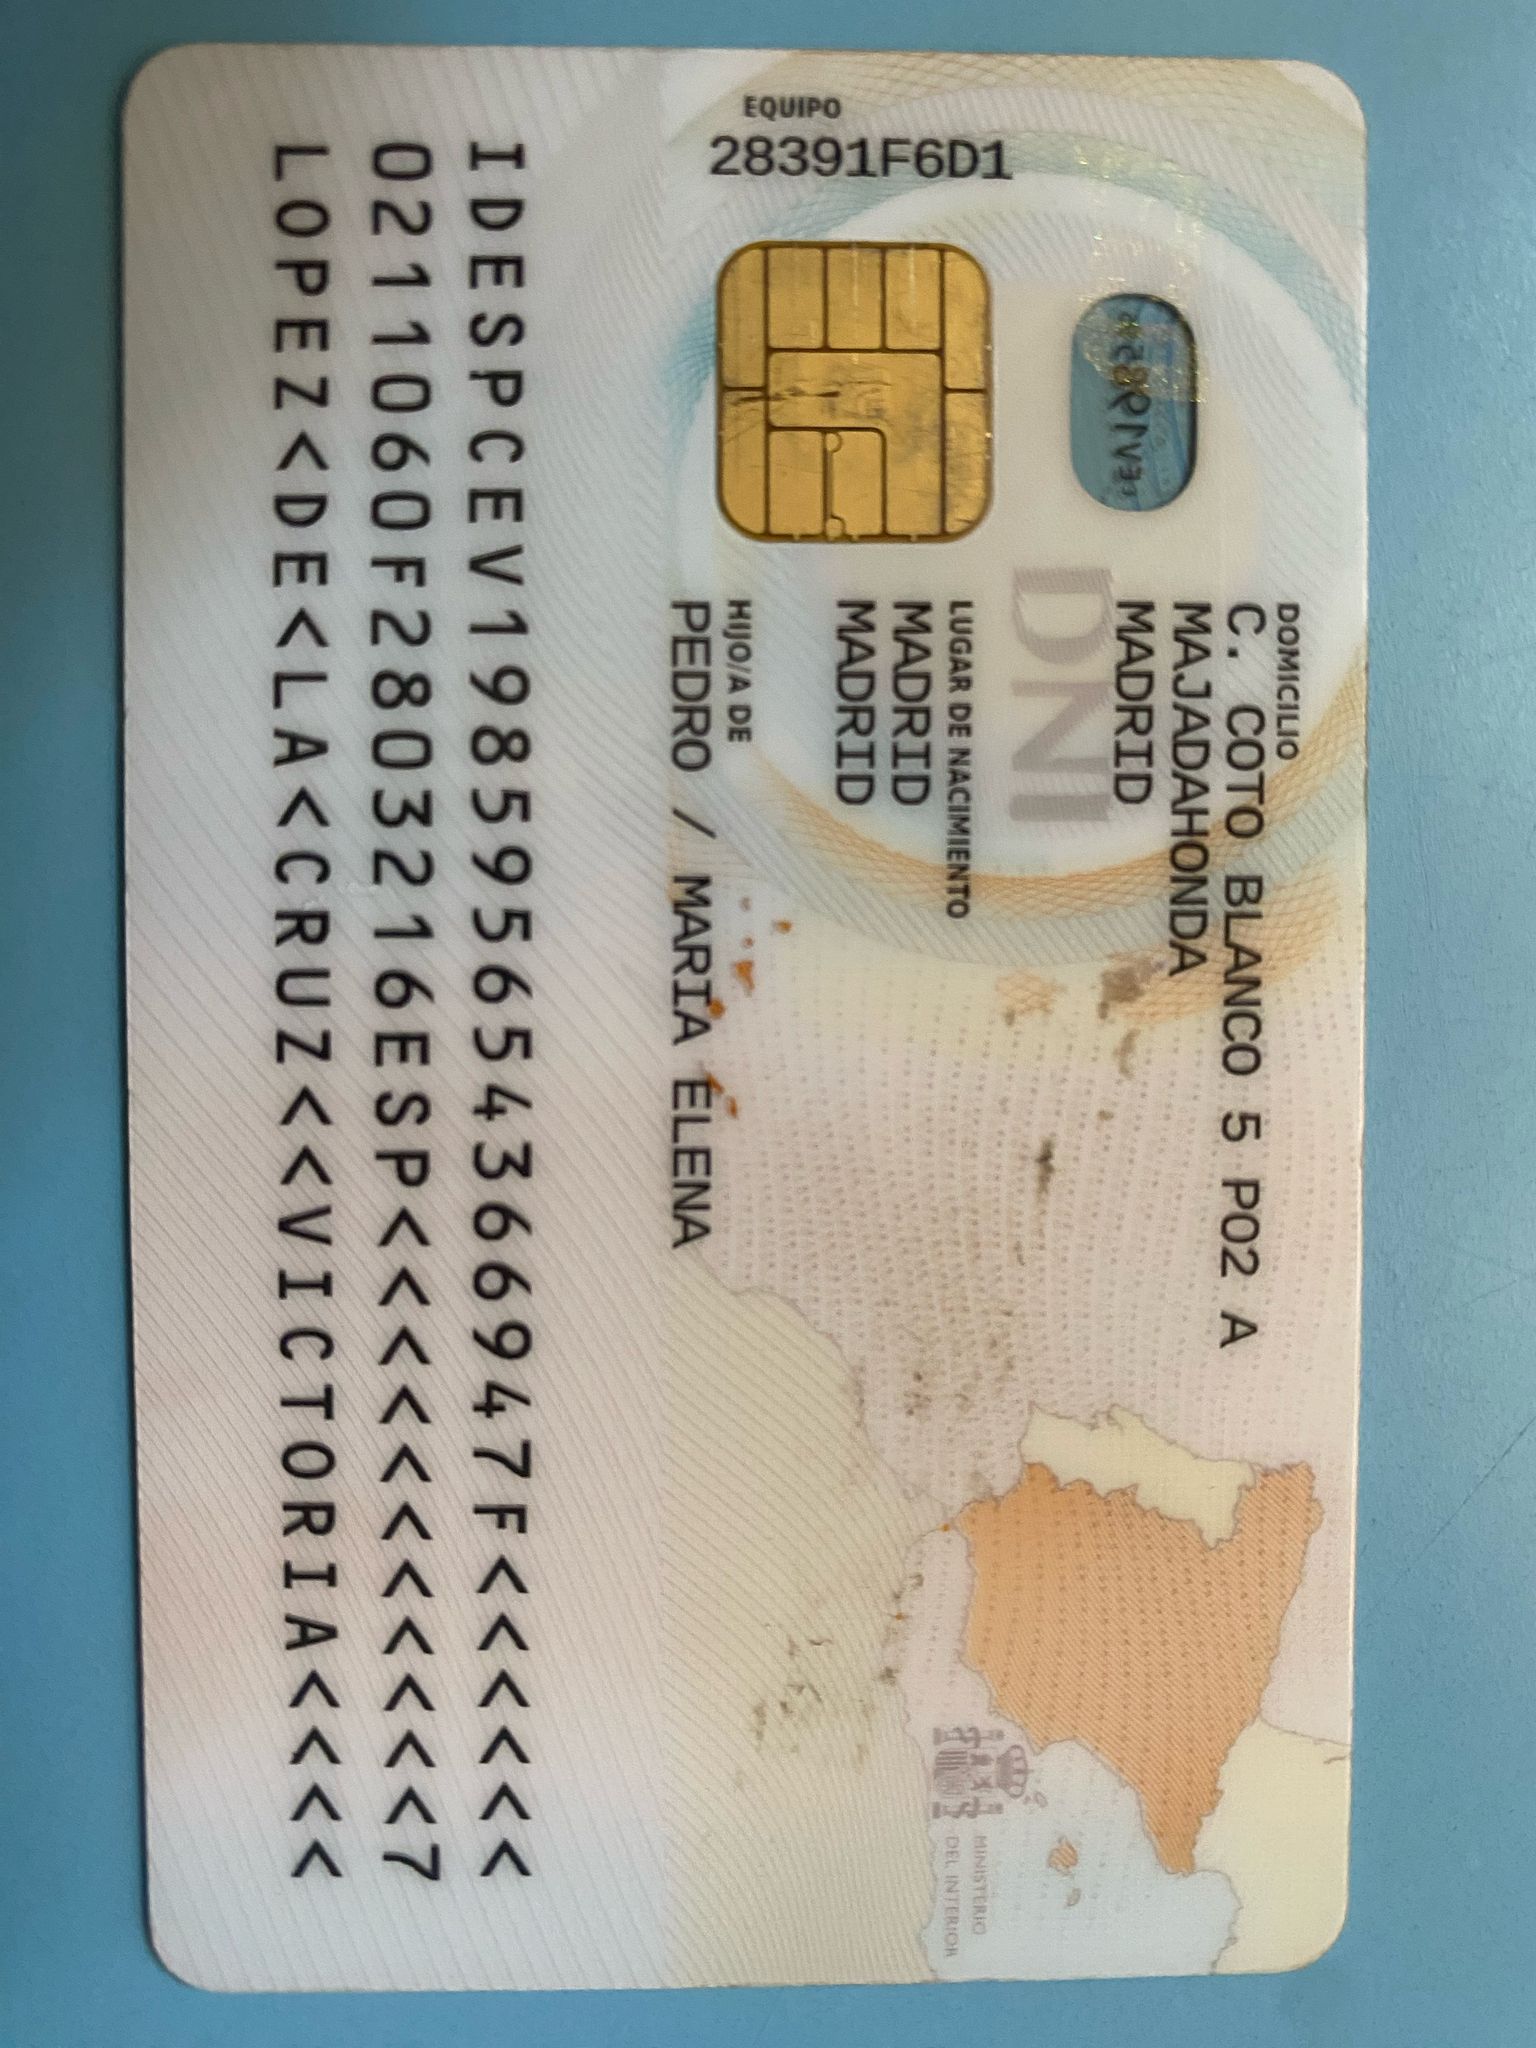 DOMICILIO
C. COTO BLANCO 5 P02 A
MAJADAHONDA
MADRID
DNI
LUGAR DE NACIMIENTO
MADRID
MADRID
HIJO/A DE
PEDRO / MARIA ELENA
EQUIPO
28391F6D1
MINISTERIO
DEL INTERIOR
IDESPCEV198595654366947F<<<<<<
0211060F2803216ESP<<<<<<<<<<<7
LOPEZ<DE<LA<CRUZ<<VICTORIA<<<<